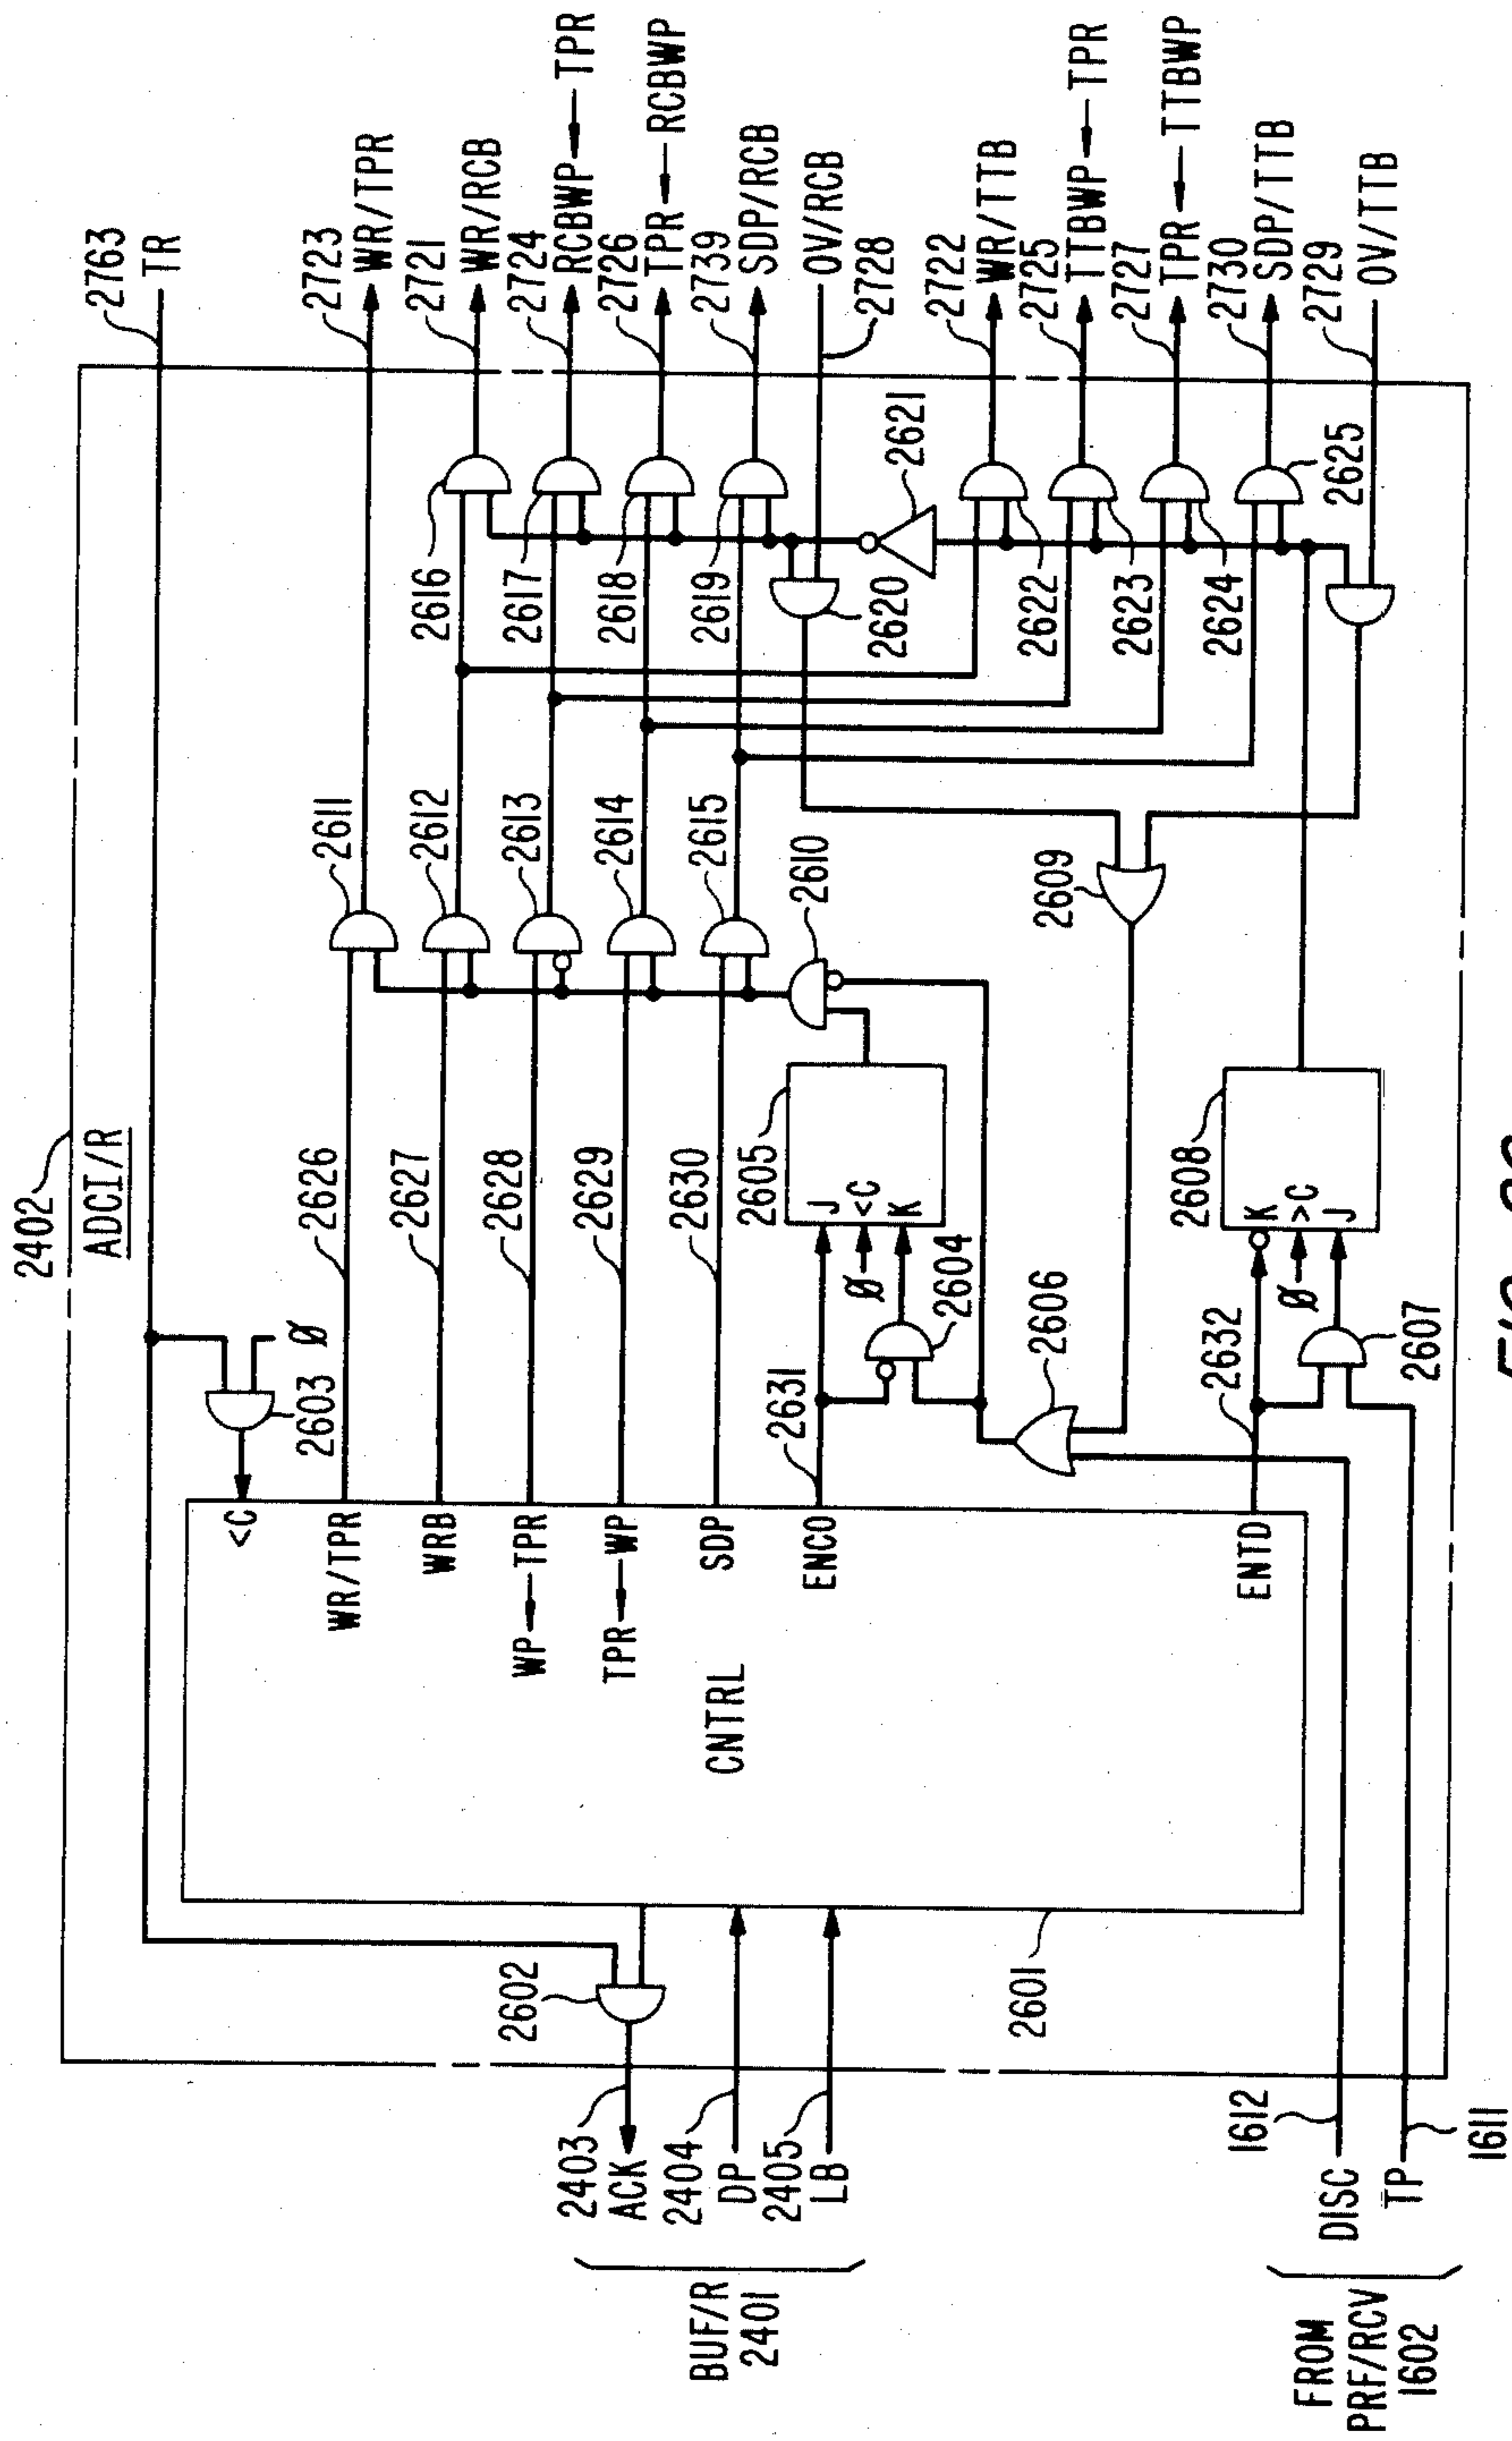 2402
ADCI/R
2763
TR
2723
WR/TPR
2721
WR/RCB
2724
RCBWP←TPR
2726
TPR←RCBWP
2739
SDP/RCB
OV/RCB
2728
2722
WR/TTB
2725
TTBWP←TPR
2727
TPR←TTBWP
2730
SDP/TTB
2729
OV/TTB
2616
2617
2618
2619
2620
2621
2622
2623
2624
2625
2611
2612
2613
2614
2615
2610
2609
2626
2627
2628
2629
2630
2605
J
<C
K
Ø
2604
2631
2606
2608
K
>C
J
Ø
2632
2607
2603
Ø
<C
WR/TPR
WRB
WP←TPR
TPR←WP
SDP
ENCO
ENTD
CNTRL
2601
2602
2403
ACK
2404
DP
2405
LB
BUF/R
2401
1612
DISC
TP
1611
FROM
PRF/RCV
1602